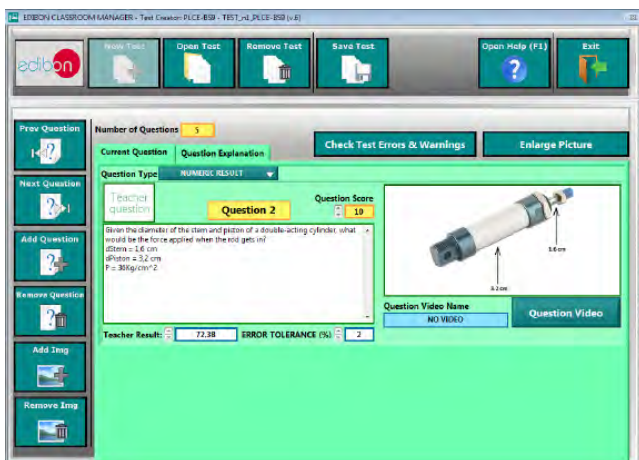 EDIBON CLASSROOM MANAGER - Test Creator: PLCE-BS9 - TEST_n1_PLCE-BS9 (v.6)
edibon
New Test
Open Test
Remove Test
Save Test
Open Help (F1)
Exit
Prev Question
Next Question
Add Question
Remove Question
Add Img
Remove Img
Number of Questions 5
Check Test Errors & Warnings
Enlarge Picture
Current Question
Question Explanation
Question Type NUMERIC RESULT
Teacher
question
Question 2
Question Score
10
Given the diameter of the stem and piston of a double-acting cylinder, what
would be the force applied when the rod gets in?
dStem = 1,6 cm
dPiston = 3,2 cm
P = 30Kg/cm^2
1.6 cm
3.2 cm
Question Video Name
NO VIDEO
Question Video
Teacher Result: 72.38 ERROR TOLERANCE (%) 2